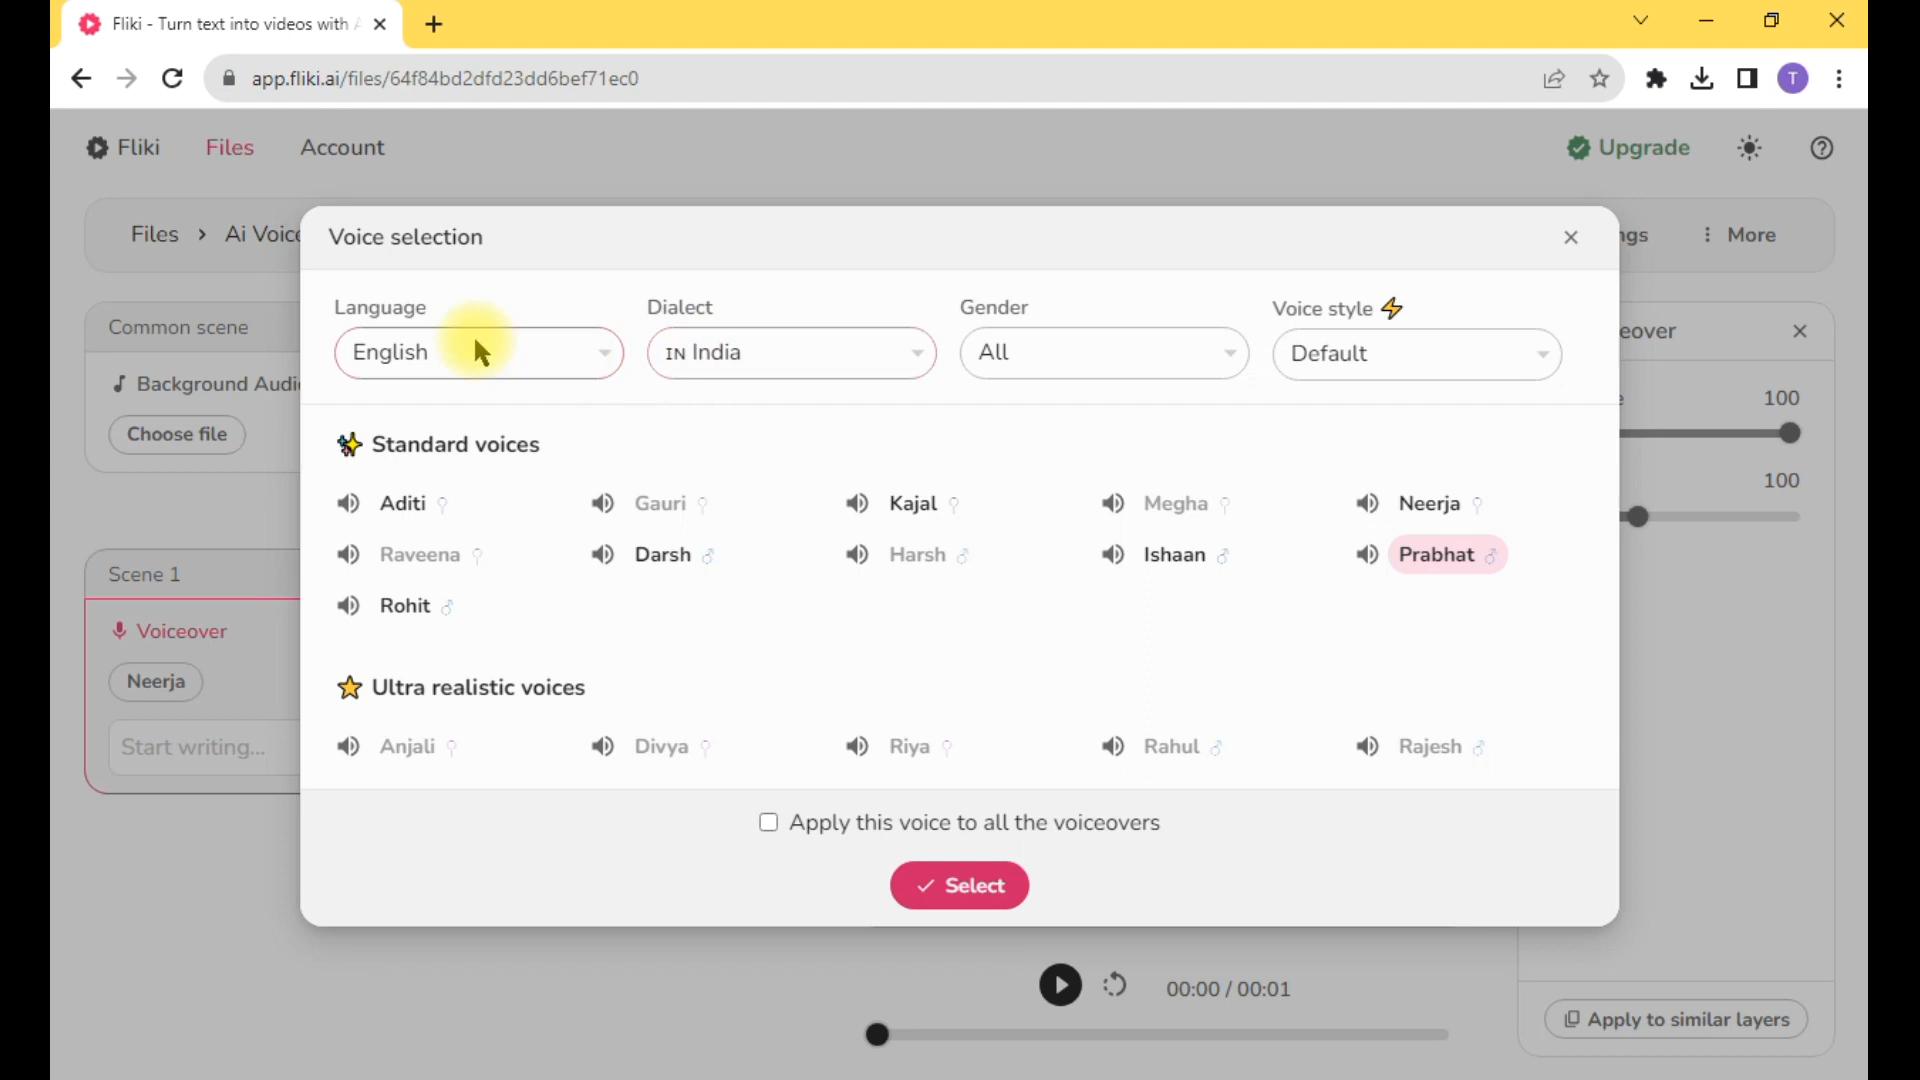 Fliki - Turn text into videos with
app.fliki.ai/files/64f84bd2dfd23dd6bef71ec0
T
Fliki Files Account Upgrade
Files > Ai Voice
ngs More
Voice selection
Language Dialect Gender Voice style
English IN India All Default
Common scene
Background Audio
Choose file
eover
100
100
Standard voices
Aditi Gauri Kajal Megha Neerja
Raveena Darsh Harsh Ishaan Prabhat
Rohit
Scene 1
Voiceover
Neerja
Start writing...
Ultra realistic voices
Anjali Divya Riya Rahul Rajesh
Apply this voice to all the voiceovers
Select
00:00 / 00:01
Apply to similar layers